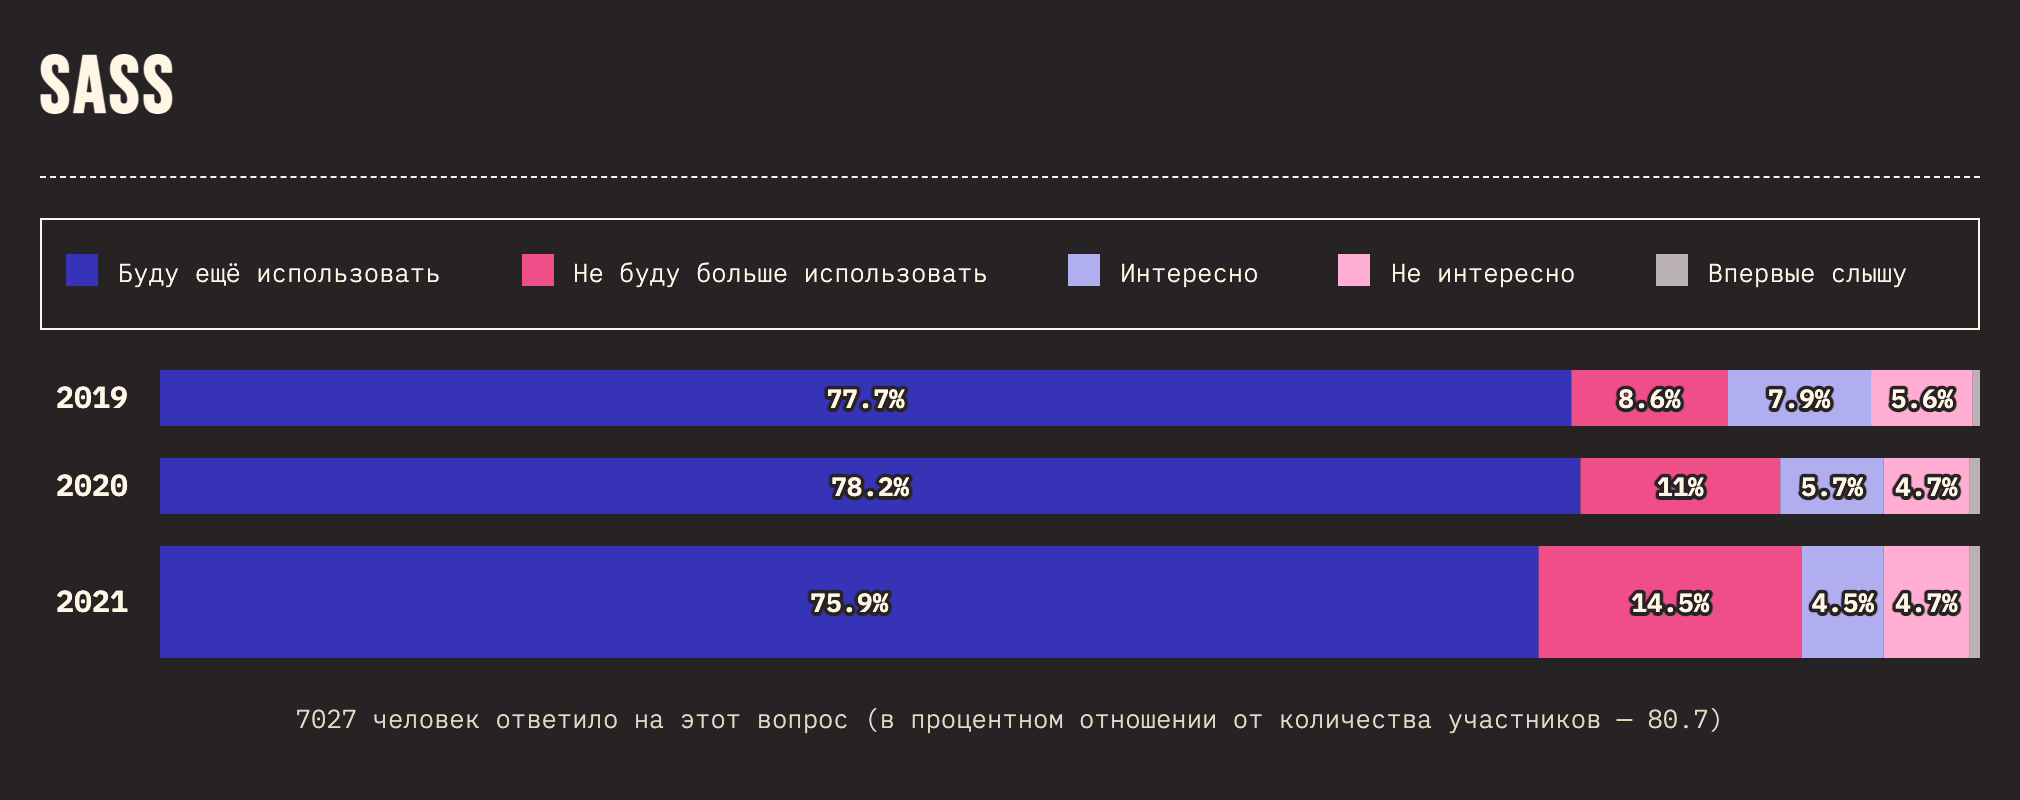 SASS
Буду ещё использовать Не буду больше использовать Интересно Не интересно Впервые слышу
2019 77.7% 8.6% 7.9% 5.6%
2020 78.2% 11% 5.7% 4.7%
2021 75.9% 14.5% 4.5% 4.7%
7027 человек ответило на этот вопрос (в процентном отношении от количества участников — 80.7)